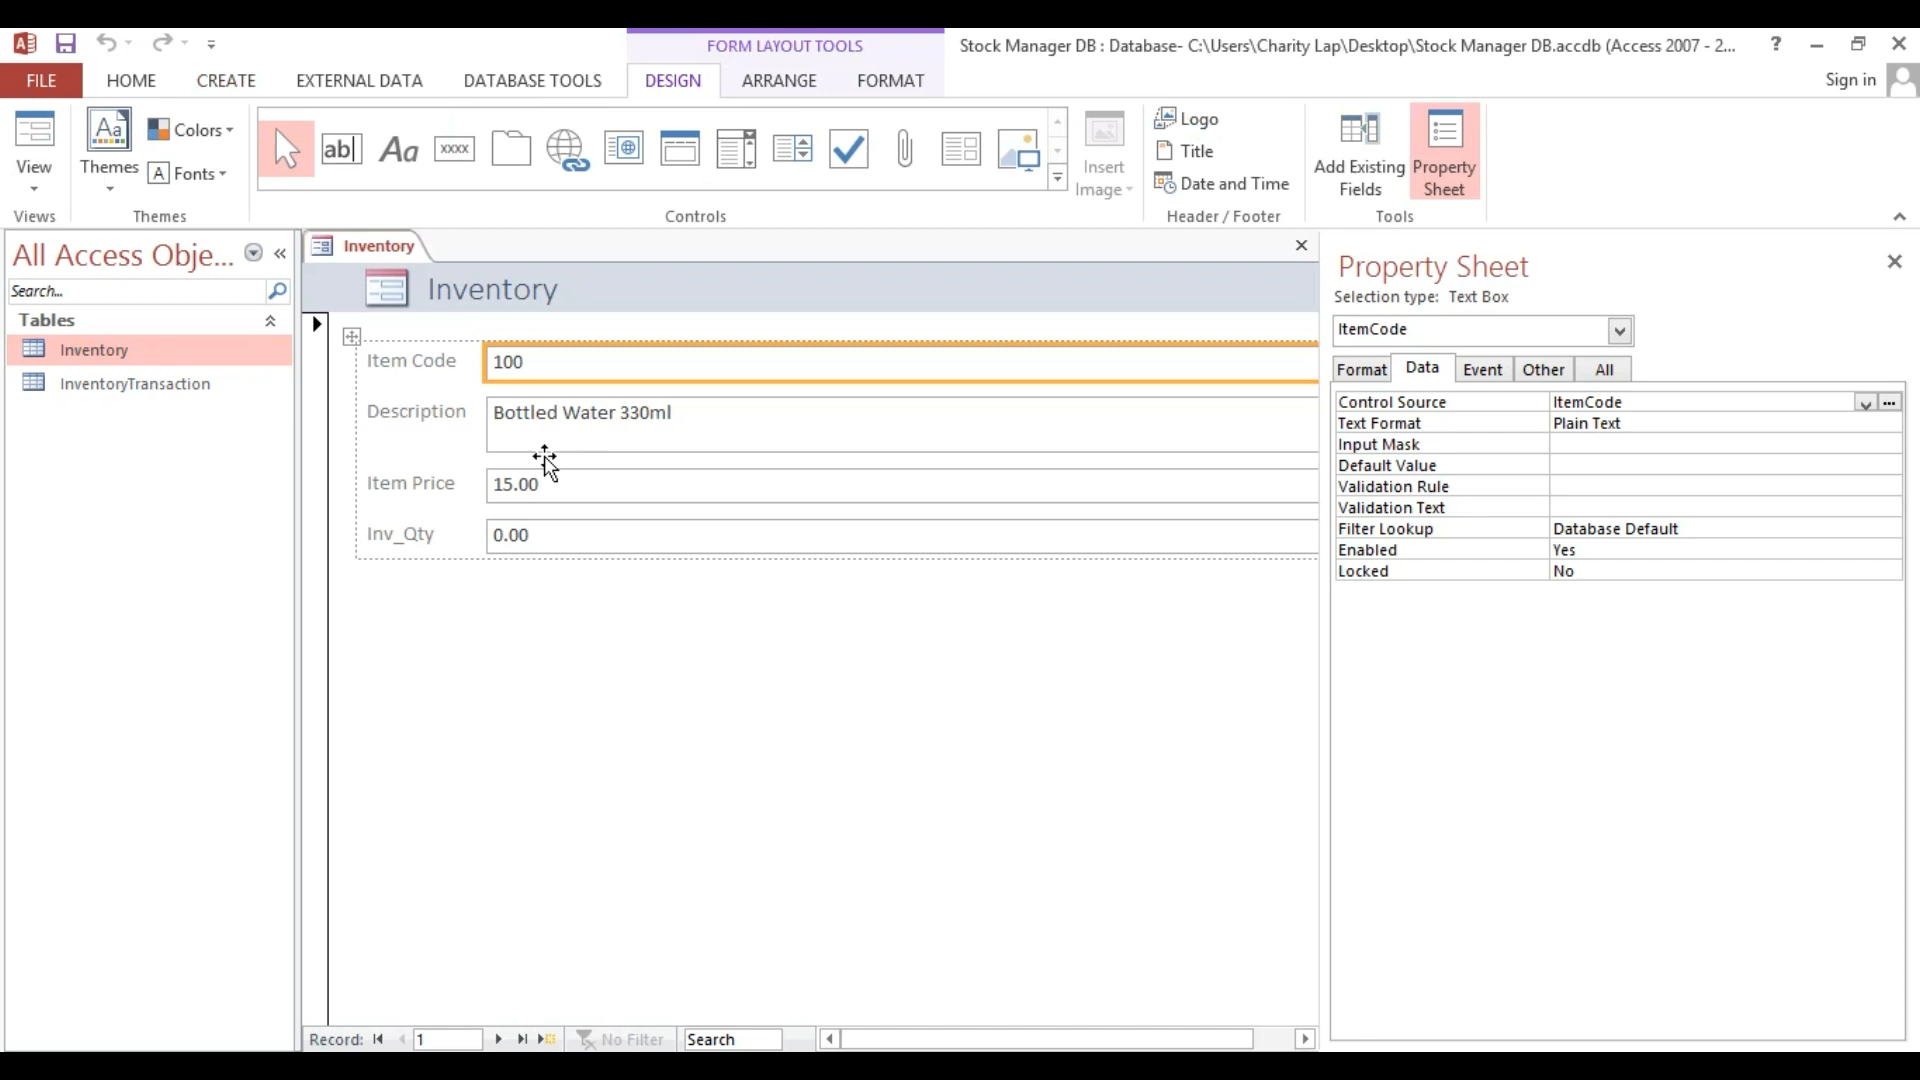 FORM LAYOUT TOOLS
Stock Manager DB : Database- C:\Users\Charity Lap\Desktop\Stock Manager DB.accdb (Access 2007 - 2...
?
FILE HOME CREATE EXTERNAL DATA DATABASE TOOLS DESIGN ARRANGE FORMAT
Sign in
View
Views
Aa
Themes
Colors
A Fonts
Themes
ab|
Aa
XXXX
Controls
Insert
Image
Logo
Title
Date and Time
Header / Footer
Add Existing
Fields
Property
Sheet
Tools
All Access Obje...
Search...
Tables
Inventory
InventoryTransaction
Inventory
Inventory
Item Code 100
Description Bottled Water 330ml
Item Price 15.00
Inv_Qty 0.00
Record: 1 No Filter Search
Property Sheet
Selection type: Text Box
ItemCode
Format Data Event Other All
Control Source ItemCode
Text Format Plain Text
Input Mask
Default Value
Validation Rule
Validation Text
Filter Lookup Database Default
Enabled Yes
Locked No